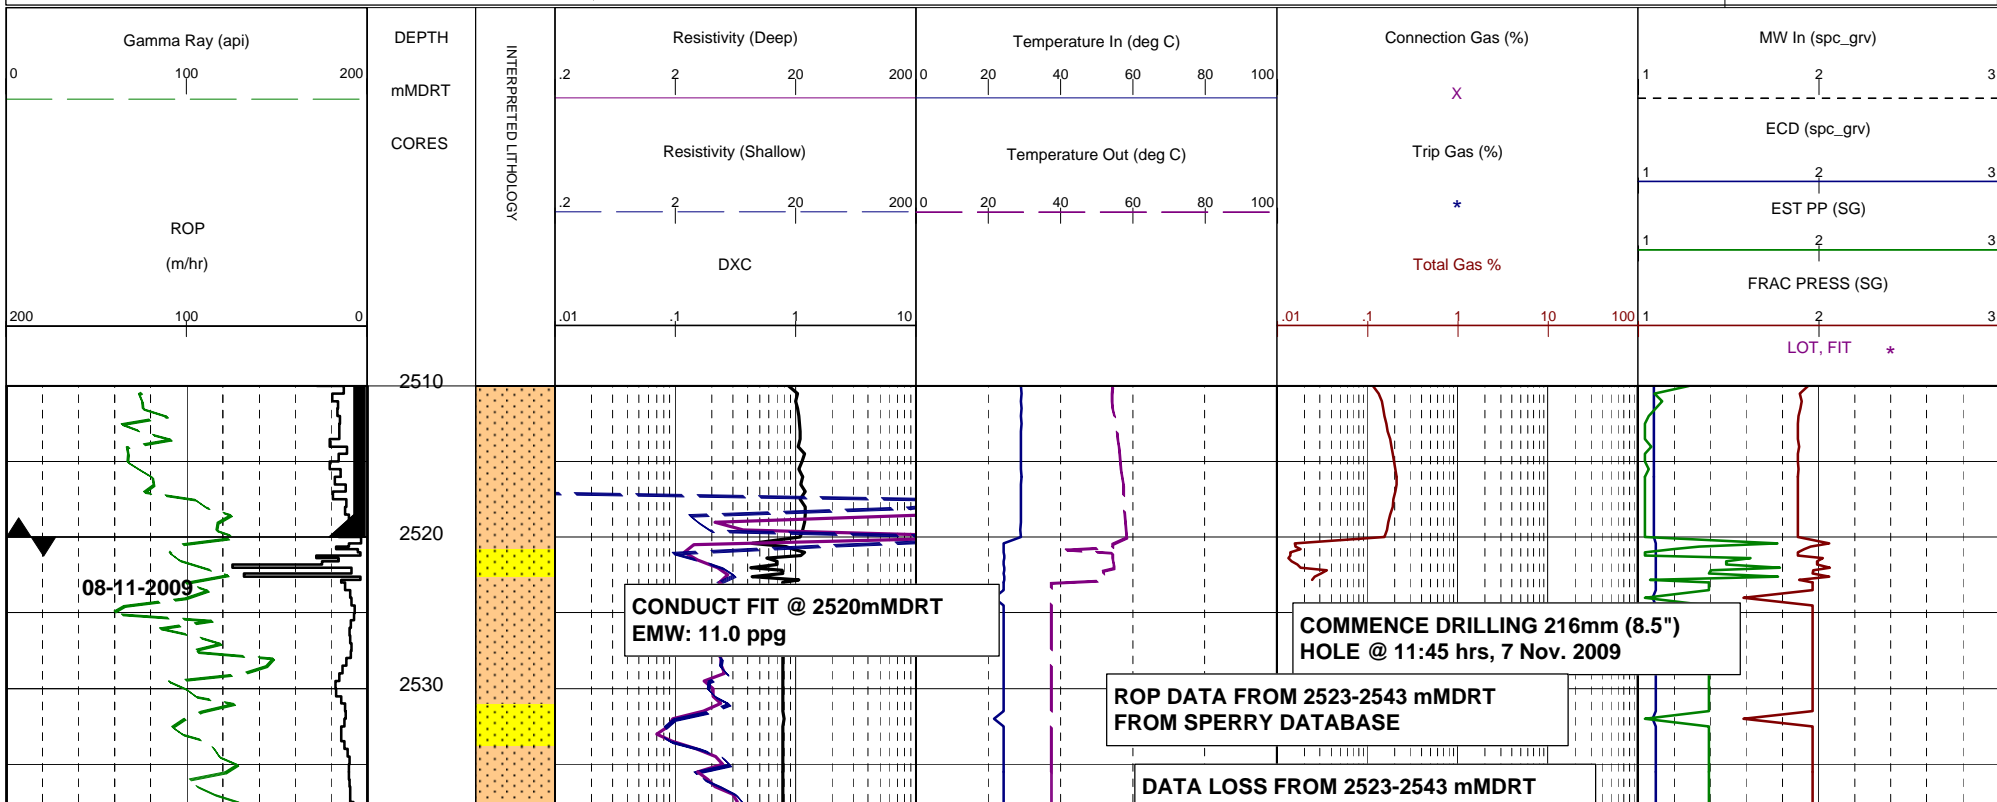 Gamma Ray (api)
0 100 200
ROP
(m/hr)
200 100 0
DEPTH
mMDRT
CORES
INTERPRETED LITHOLOGY
Resistivity (Deep)
.2 2 20 200
Resistivity (Shallow)
.2 2 20 200
DXC
.01 .1 1 10
Temperature In (deg C)
0 20 40 60 80 100
Temperature Out (deg C)
0 20 40 60 80 100
Connection Gas (%)
X
Trip Gas (%)
*
Total Gas %
.01 .1 1 10 100
MW In (spc_grv)
1 2 3
ECD (spc_grv)
1 2 3
EST PP (SG)
1 2 3
FRAC PRESS (SG)
1 2 3
LOT, FIT *
2510
2520
08-11-2009
CONDUCT FIT @ 2520mMDRT
EMW: 11.0 ppg
COMMENCE DRILLING 216mm (8.5")
HOLE @ 11:45 hrs, 7 Nov. 2009
2530
ROP DATA FROM 2523-2543 mMDRT
FROM SPERRY DATABASE
DATA LOSS FROM 2523-2543 mMDRT